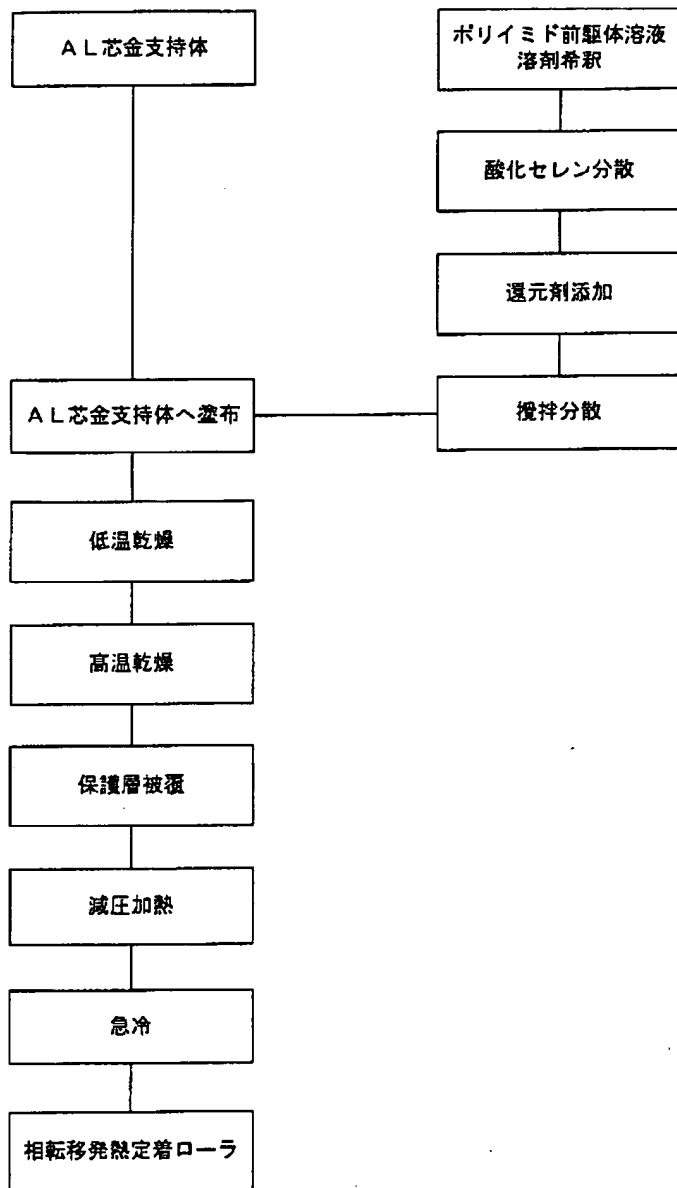 AL芯金支持体
ポリイミド前駆体溶液
溶剤希釈
酸化セレン分散
還元剤添加
AL芯金支持体へ塗布
攪拌分散
低温乾燥
高温乾燥
保護層被覆
減圧加熱
急冷
相転移発熱定着ローラ